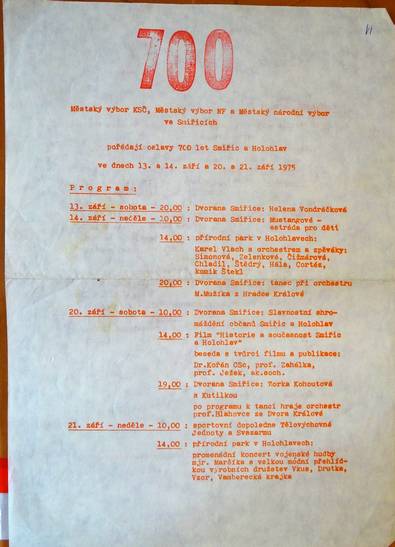 700
Městský výbor KSČ, Městský výbor NF a Městský národní výbor
ve Smiřicích
pořádají oslavy 700 let Smiřic a Holohlav
ve dnech 13. a 14. září a 20. a 21. září 1975
Program:
13. září - sobota - 20,00 : Dvorana Smiřice: Helena Vondráčková
14. září - neděle - 10,00 : Dvorana Smiřice: Mustangové -
estráda pro děti
14,00 : přírodní park v Holohlavech:
Karel Vlach s orchestrem a zpěváky:
Simonová, Zelenková, Čižmárová,
Chladil, Štědrý, Hála, Cortés,
komik Štekl
20,00 : Dvorana Smiřice: tanec při orchestru
M.Mužíka z Hradce Králové
20. září - sobota - 10,00 : Dvorana Smiřice: Slavnostní shro-
máždění občanů Smiřic a Holohlav
14,00 : Film "Historie a současnost Smiřic
a Holohlav"
beseda s tvůrci filmu a publikace:
Dr.Kořán CSc, prof. Zahálka,
prof. Ježek, ak.soch.
19,00 : Dvorana Smiřice: Yorka Kohoutová
s Kutilkou
po programu k tanci hraje orchestr
prof.Hlahovce ze Dvora Králové
21. září - neděle - 10,00 : sportovní dopoledne Tělovýchovné
Jednoty a Svazarmu
14,00 : přírodní park v Holohlavech:
promenádní koncert vojenské hudby
mjr. Marčíka s velkou módní přehlíd-
kou výrobních družstev Vkus, Drutka,
Vzor, Vamberecká krajka